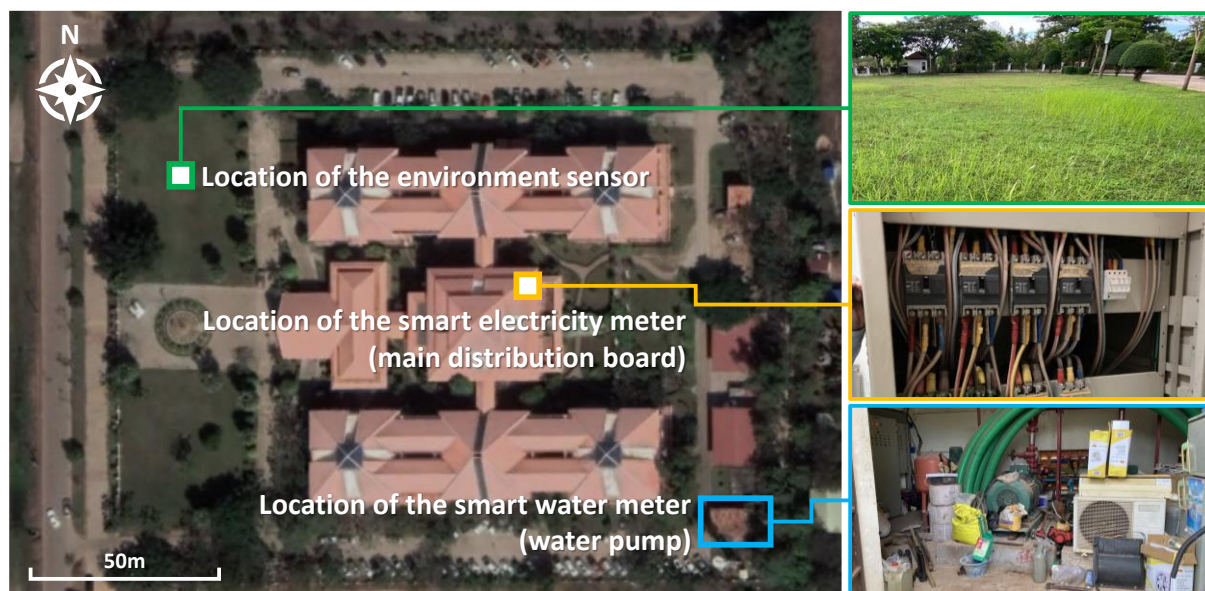 N
Location of the environment sensor
Location of the smart electricity meter
(main distribution board)
Location of the smart water meter
(water pump)
50m